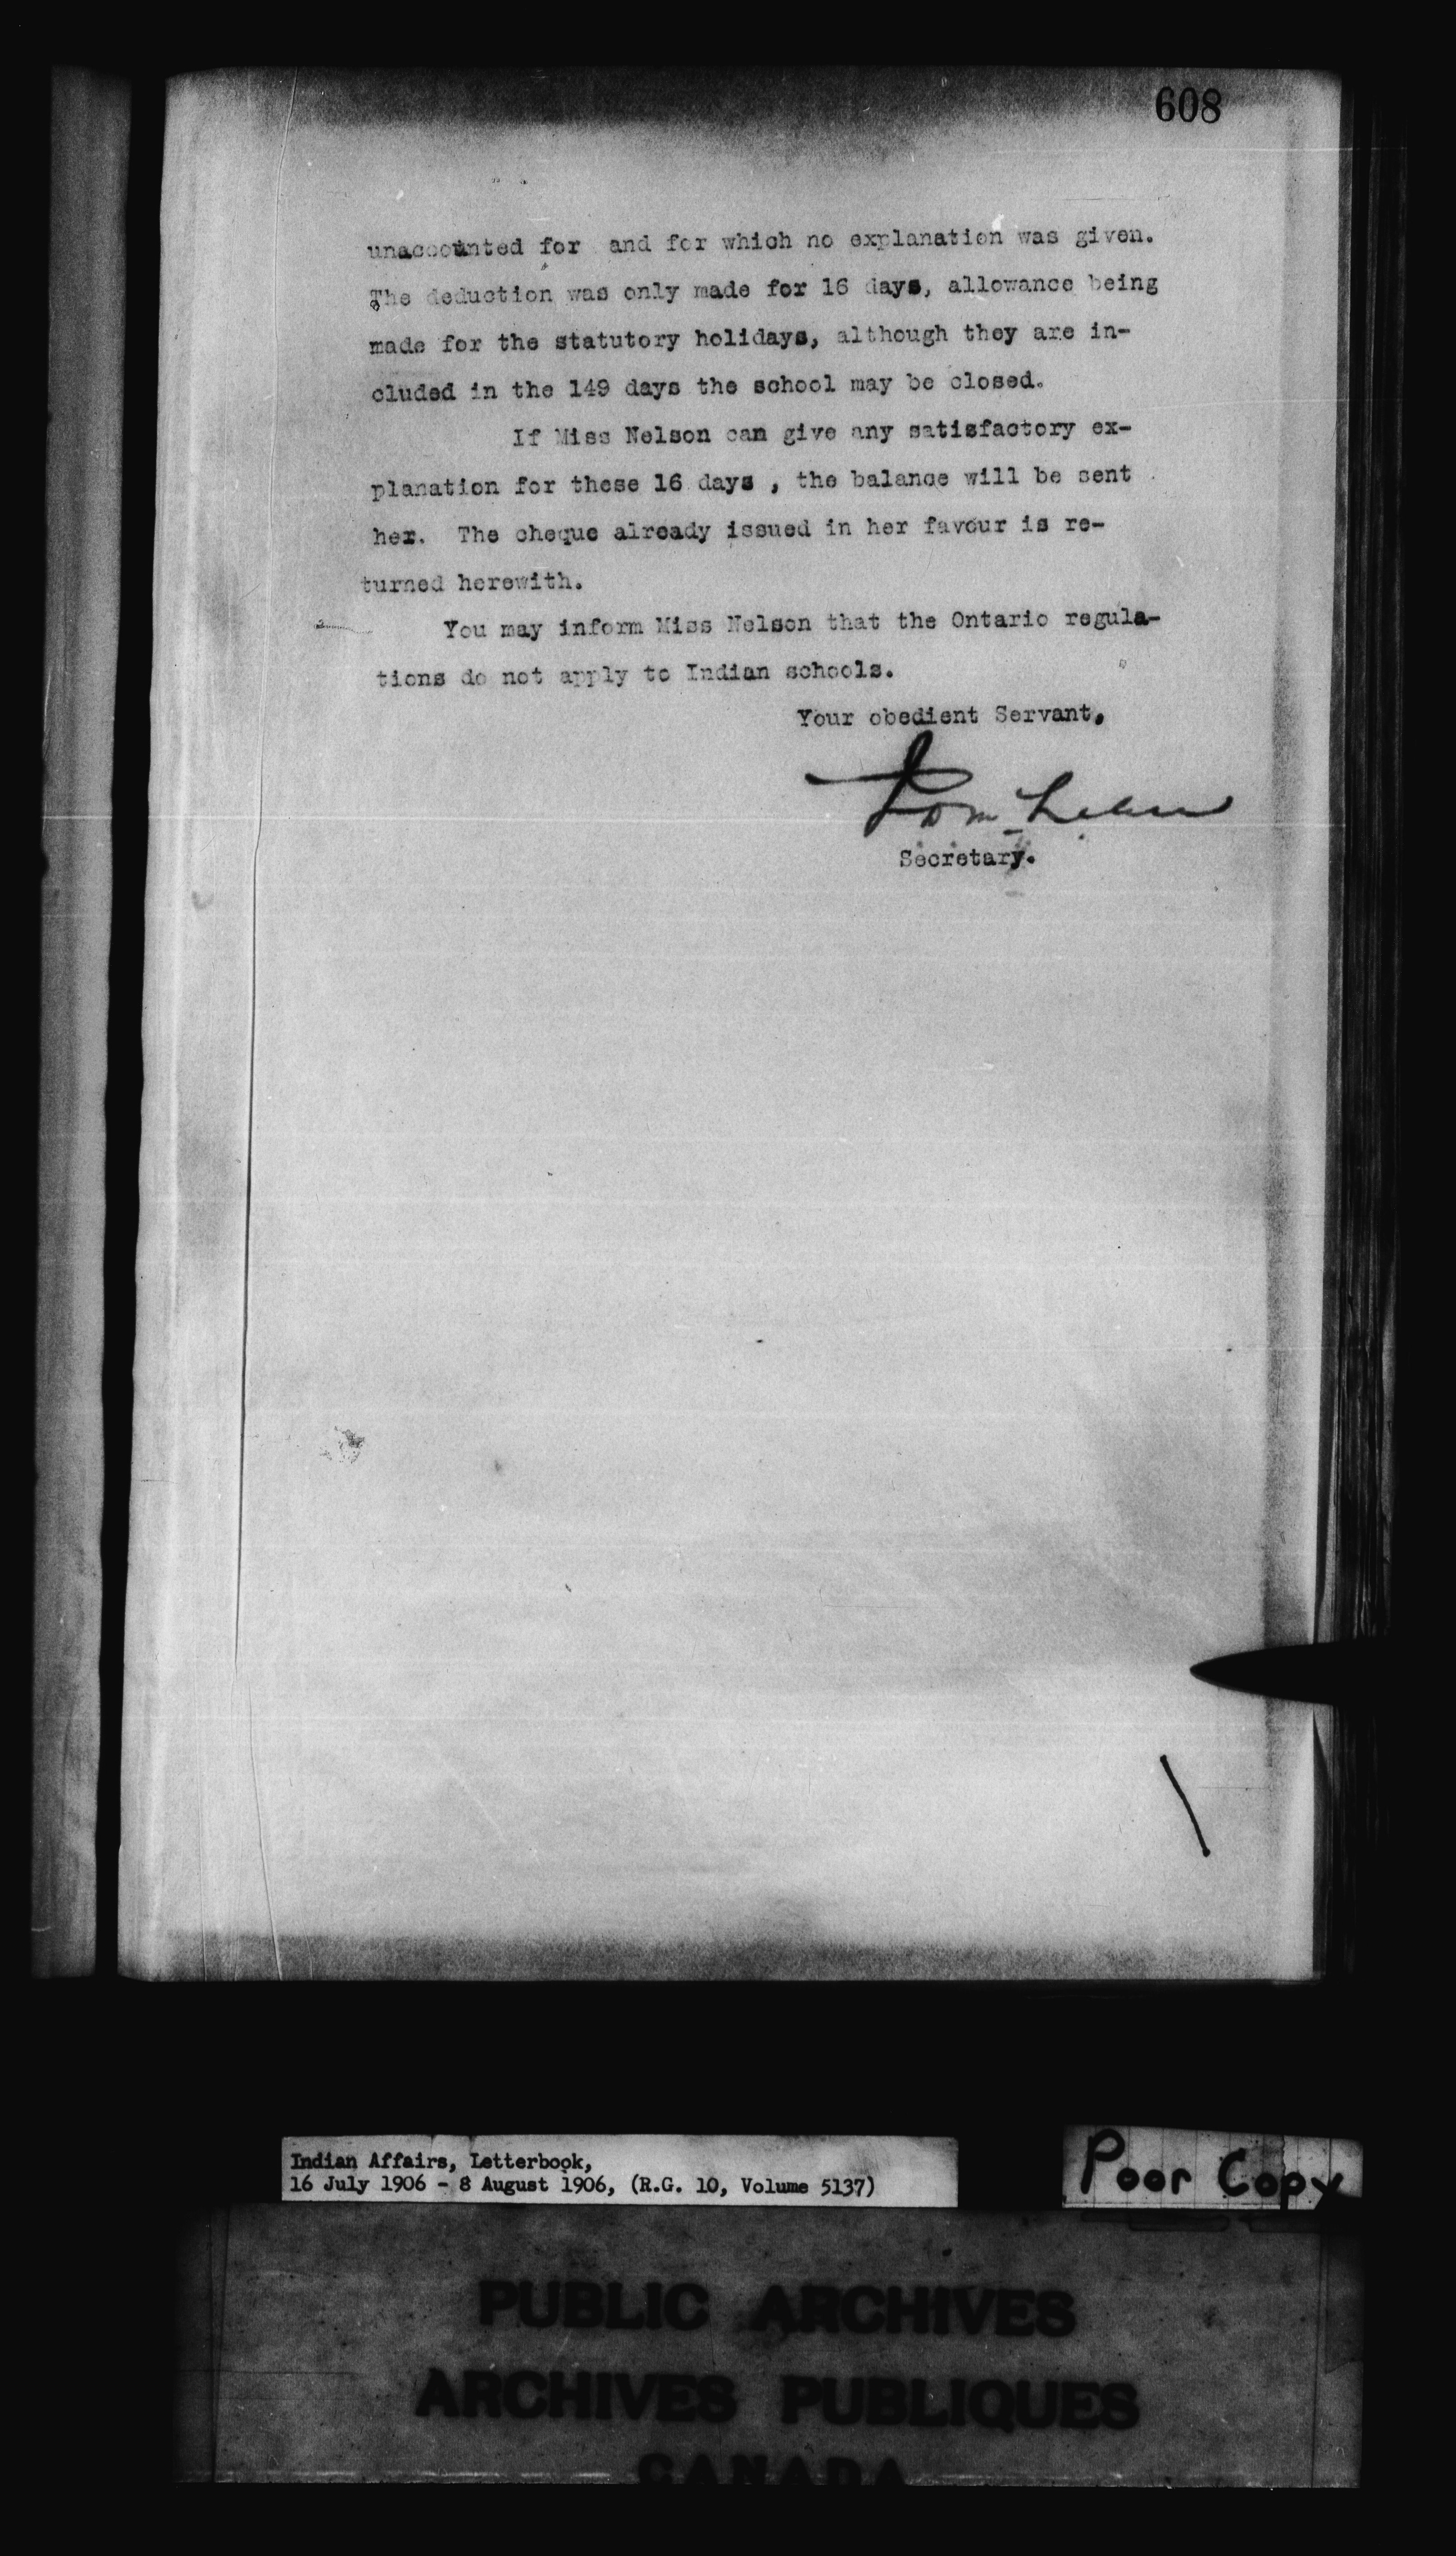 608
unaccounted for and for which no explanation was given.
The deduction was only made for 16 days, allowance being
made for the statutory holidays, although they are in-
cluded in the 149 days the school may be closed.
If Miss Nelson can give any satisfactory ex-
planation for these 16 days , the balance will be sent
her. The cheque already issued in her favour is re-
turned herewith.
You may inform Miss Nelson that the Ontario regula-
tions do not apply to Indian schools.
Your obedient Servant,
Secretary.
Indian Affairs, Letterbook,
16 July 1906 - 8 August 1906, (R.G. 10, Volume 5137)
Poor Copy
PUBLIC ARCHIVES
ARCHIVES PUBLIQUES
CANADA